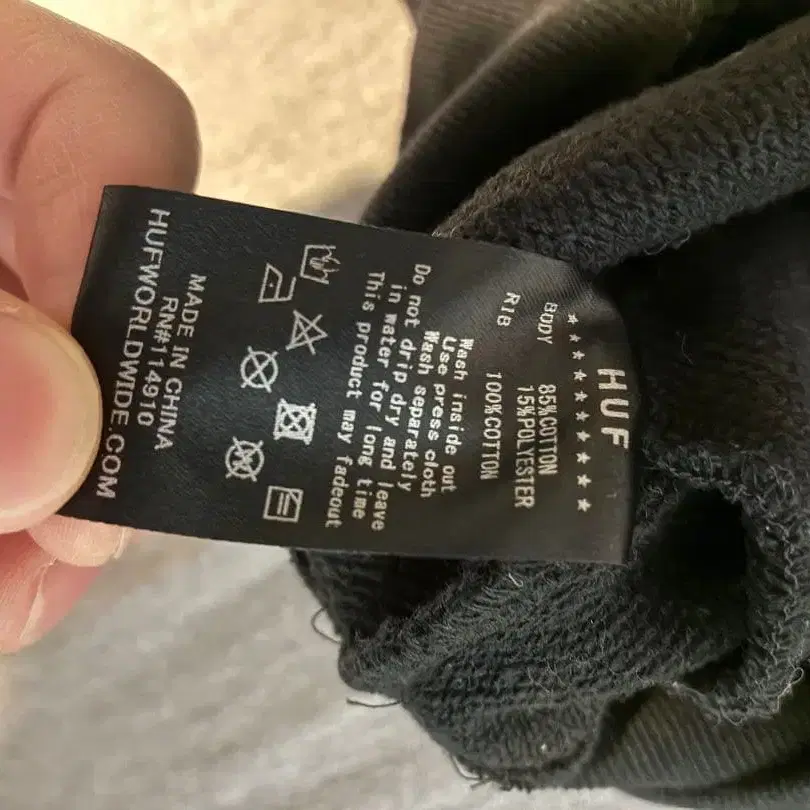 HUF
BODY 85%COTTON
15%POLYESTER
RIB 100%COTTON
Wash inside out
Use press cloth
Wash separately
Do not drip dry and leave
in water for long time
This product may fadeout
MADE IN CHINA
RN#114910
HUFWORLDWIDE.COM